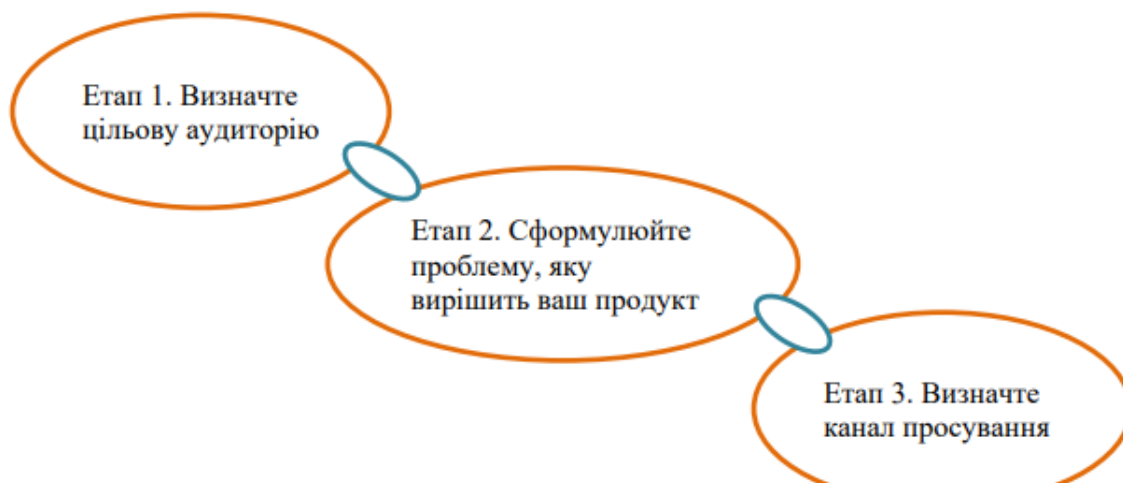 Етап 1. Визначте
цільову аудиторію
Етап 2. Сформулюйте
проблему, яку
вирішить ваш продукт
Етап 3. Визначте
канал просування